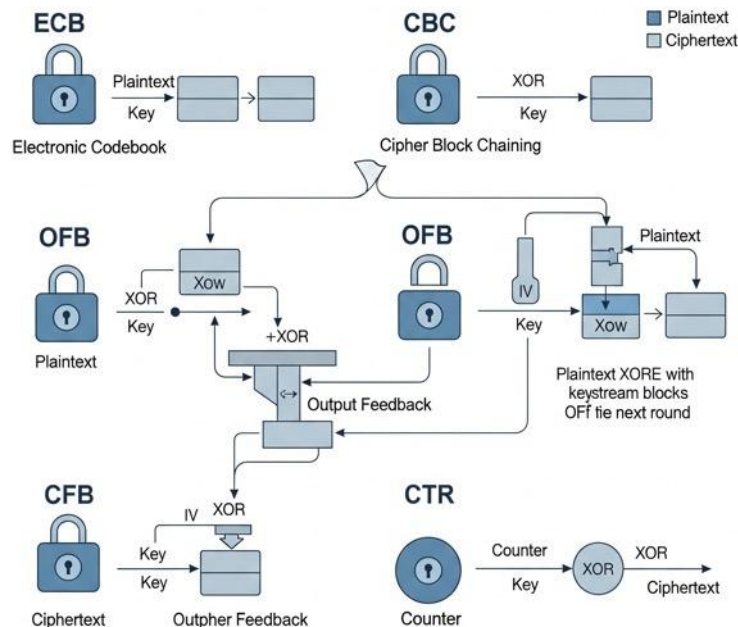 ECB
CBC
Plaintext
Ciphertext
Plaintext
Key
XOR
Key
Electronic Codebook
Cipher Block Chaining
OFB
OFB
Plaintext
Xow
XOR
Key
IV
Key
Xow
+XOR
Plaintext
Output Feedback
Plaintext XORE with
keystream blocks
OFf tie next round
CFB
CTR
IV
XOR
Key
Key
Counter
Key
XOR
XOR
Ciphertext
Ciphertext
Outpher Feedback
Counter